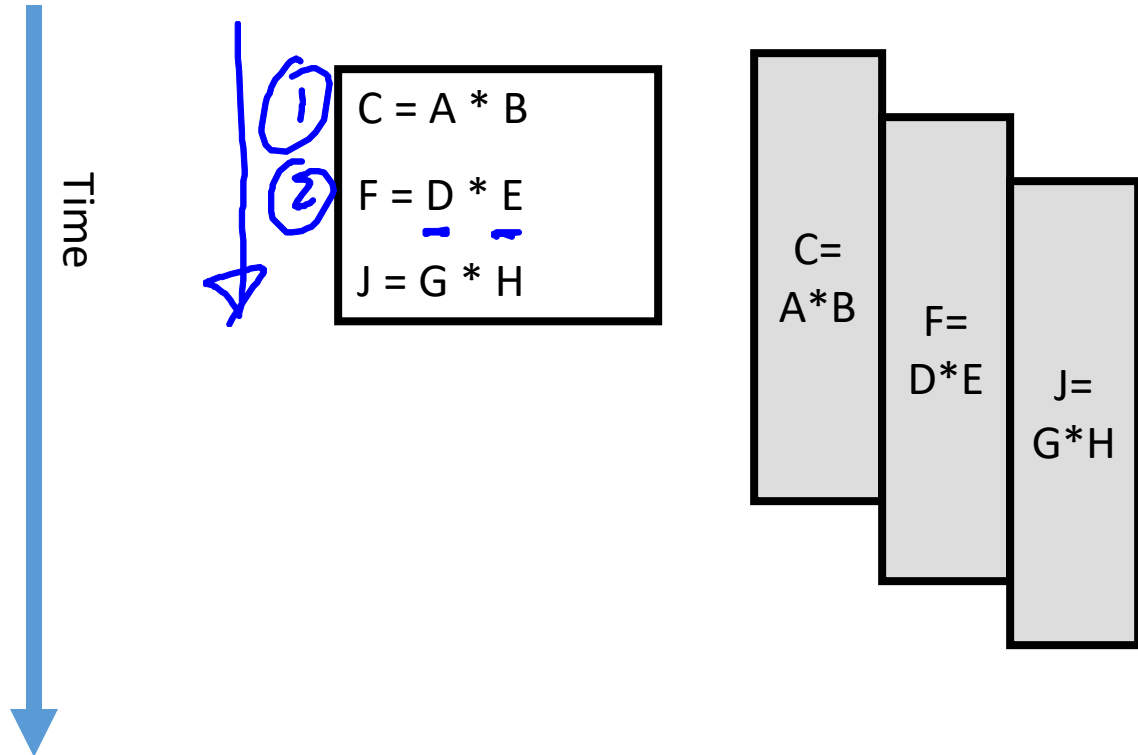 Time
1
2
C = A * B
F = D * E
J = G * H
C=
A*B
F=
D*E
J=
G*H